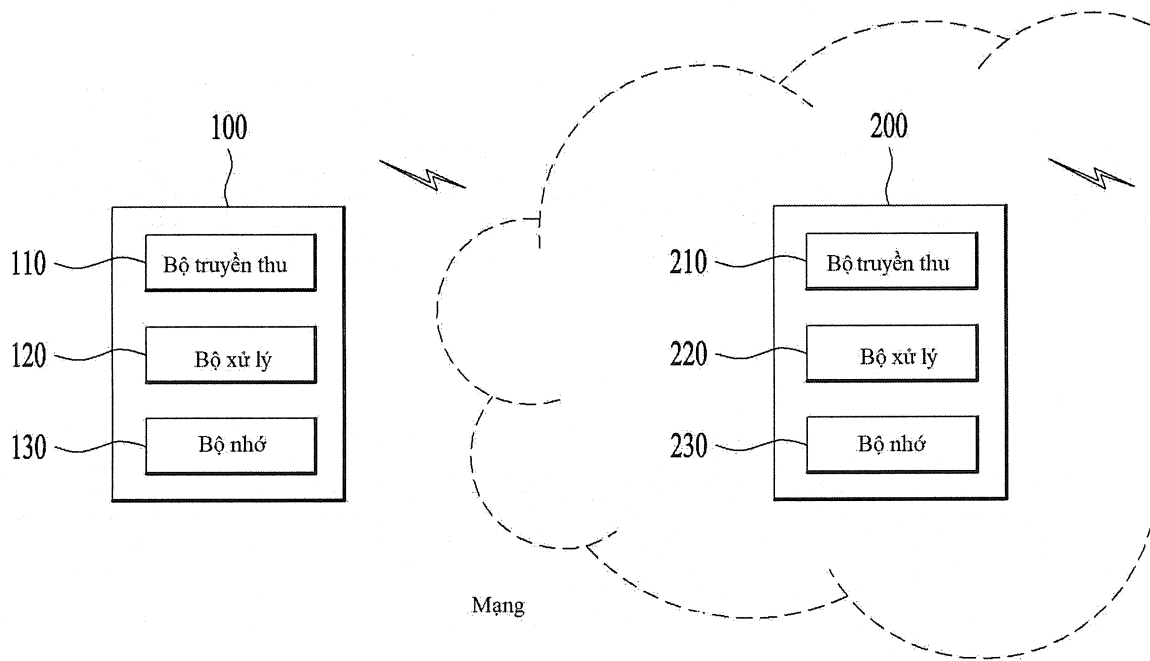 100
200
110
Bộ truyền thu
210
Bộ truyền thu
120
Bộ xử lý
220
Bộ xử lý
130
Bộ nhớ
230
Bộ nhớ
Mạng